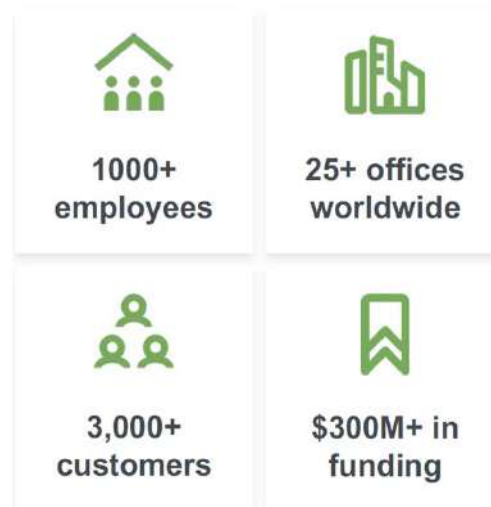 1000+
employees
25+ offices
worldwide
3,000+
customers
$300M+ in
funding